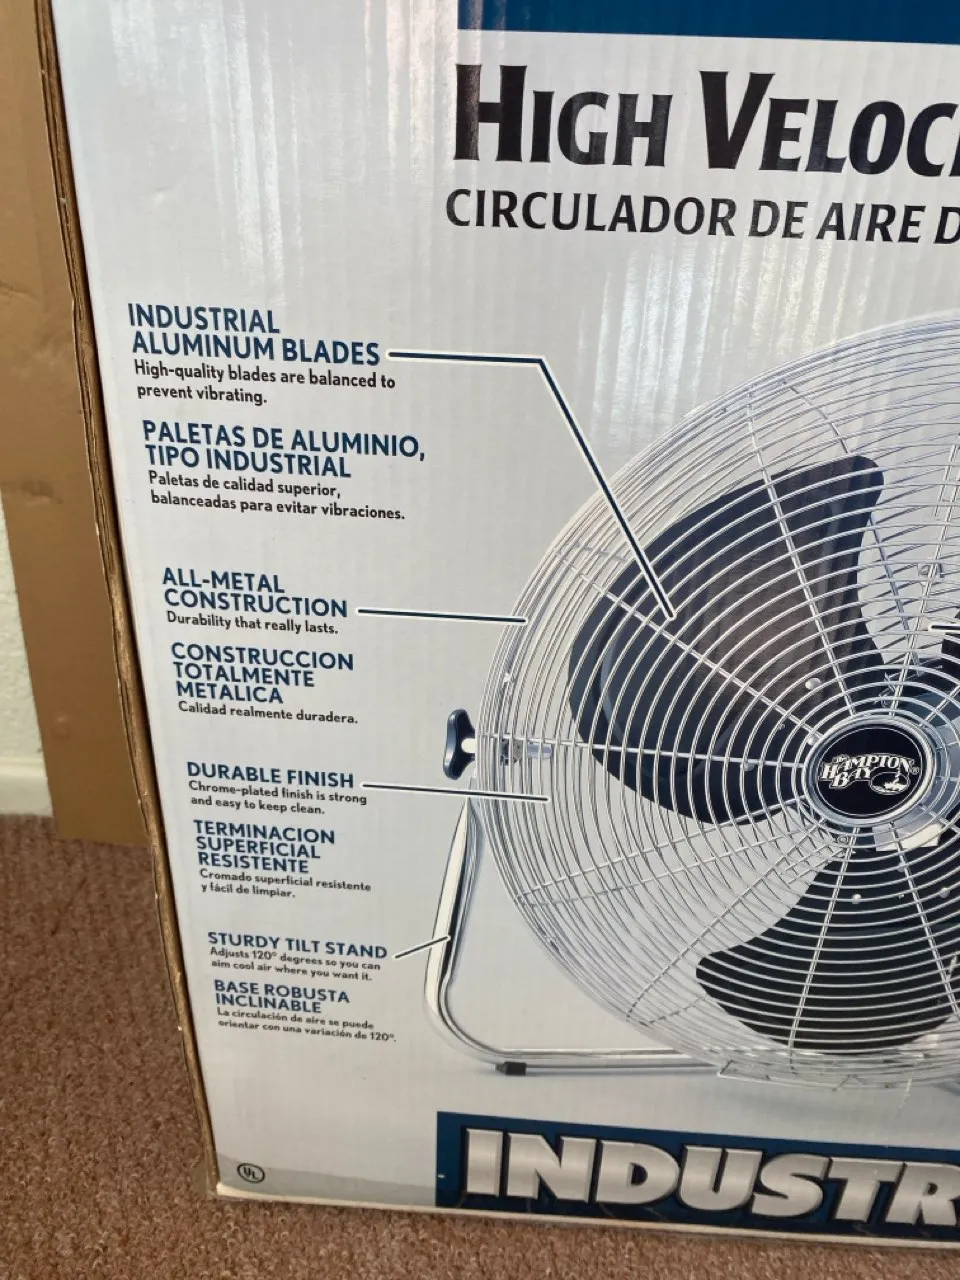 HIGH VELOC
CIRCULADOR DE AIRE D
INDUSTRIAL
ALUMINUM BLADES
High-quality blades are balanced to
prevent vibrating.
PALETAS DE ALUMINIO,
TIPO INDUSTRIAL
Paletas de calidad superior,
balanceadas para evitar vibraciones.
ALL-METAL
CONSTRUCTION
Durability that really lasts.
CONSTRUCCION
TOTALMENTE
METALICA
Calidad realmente duradera.
DURABLE FINISH
Chrome-plated finish is strong
and easy to keep clean.
TERMINACION
SUPERFICIAL
RESISTENTE
Cromado superficial resistente
y fácil de limpiar.
STURDY TILT STAND
Adjusts 120° degrees so you can
aim cool air where you want it.
BASE ROBUSTA
INCLINABLE
La circulación de aire se puede
orientar con una variación de 120°.
HAMPTON
BAY®
UL
INDUSTR